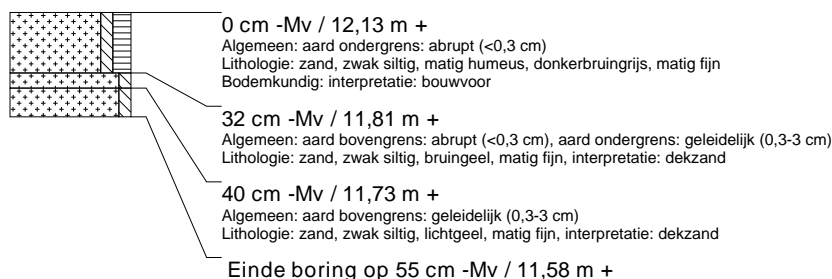 0 cm -Mv / 12,13 m +
Algemeen: aard ondergrens: abrupt (<0,3 cm)
Lithologie: zand, zwak siltig, matig humeus, donkerbruingrijs, matig fijn
Bodemkundig: interpretatie: bouwvoor
32 cm -Mv / 11,81 m +
Algemeen: aard bovengrens: abrupt (<0,3 cm), aard ondergrens: geleidelijk (0,3-3 cm)
Lithologie: zand, zwak siltig, bruingeel, matig fijn, interpretatie: dekzand
40 cm -Mv / 11,73 m +
Algemeen: aard bovengrens: geleidelijk (0,3-3 cm)
Lithologie: zand, zwak siltig, lichtgeel, matig fijn, interpretatie: dekzand
Einde boring op 55 cm -Mv / 11,58 m +